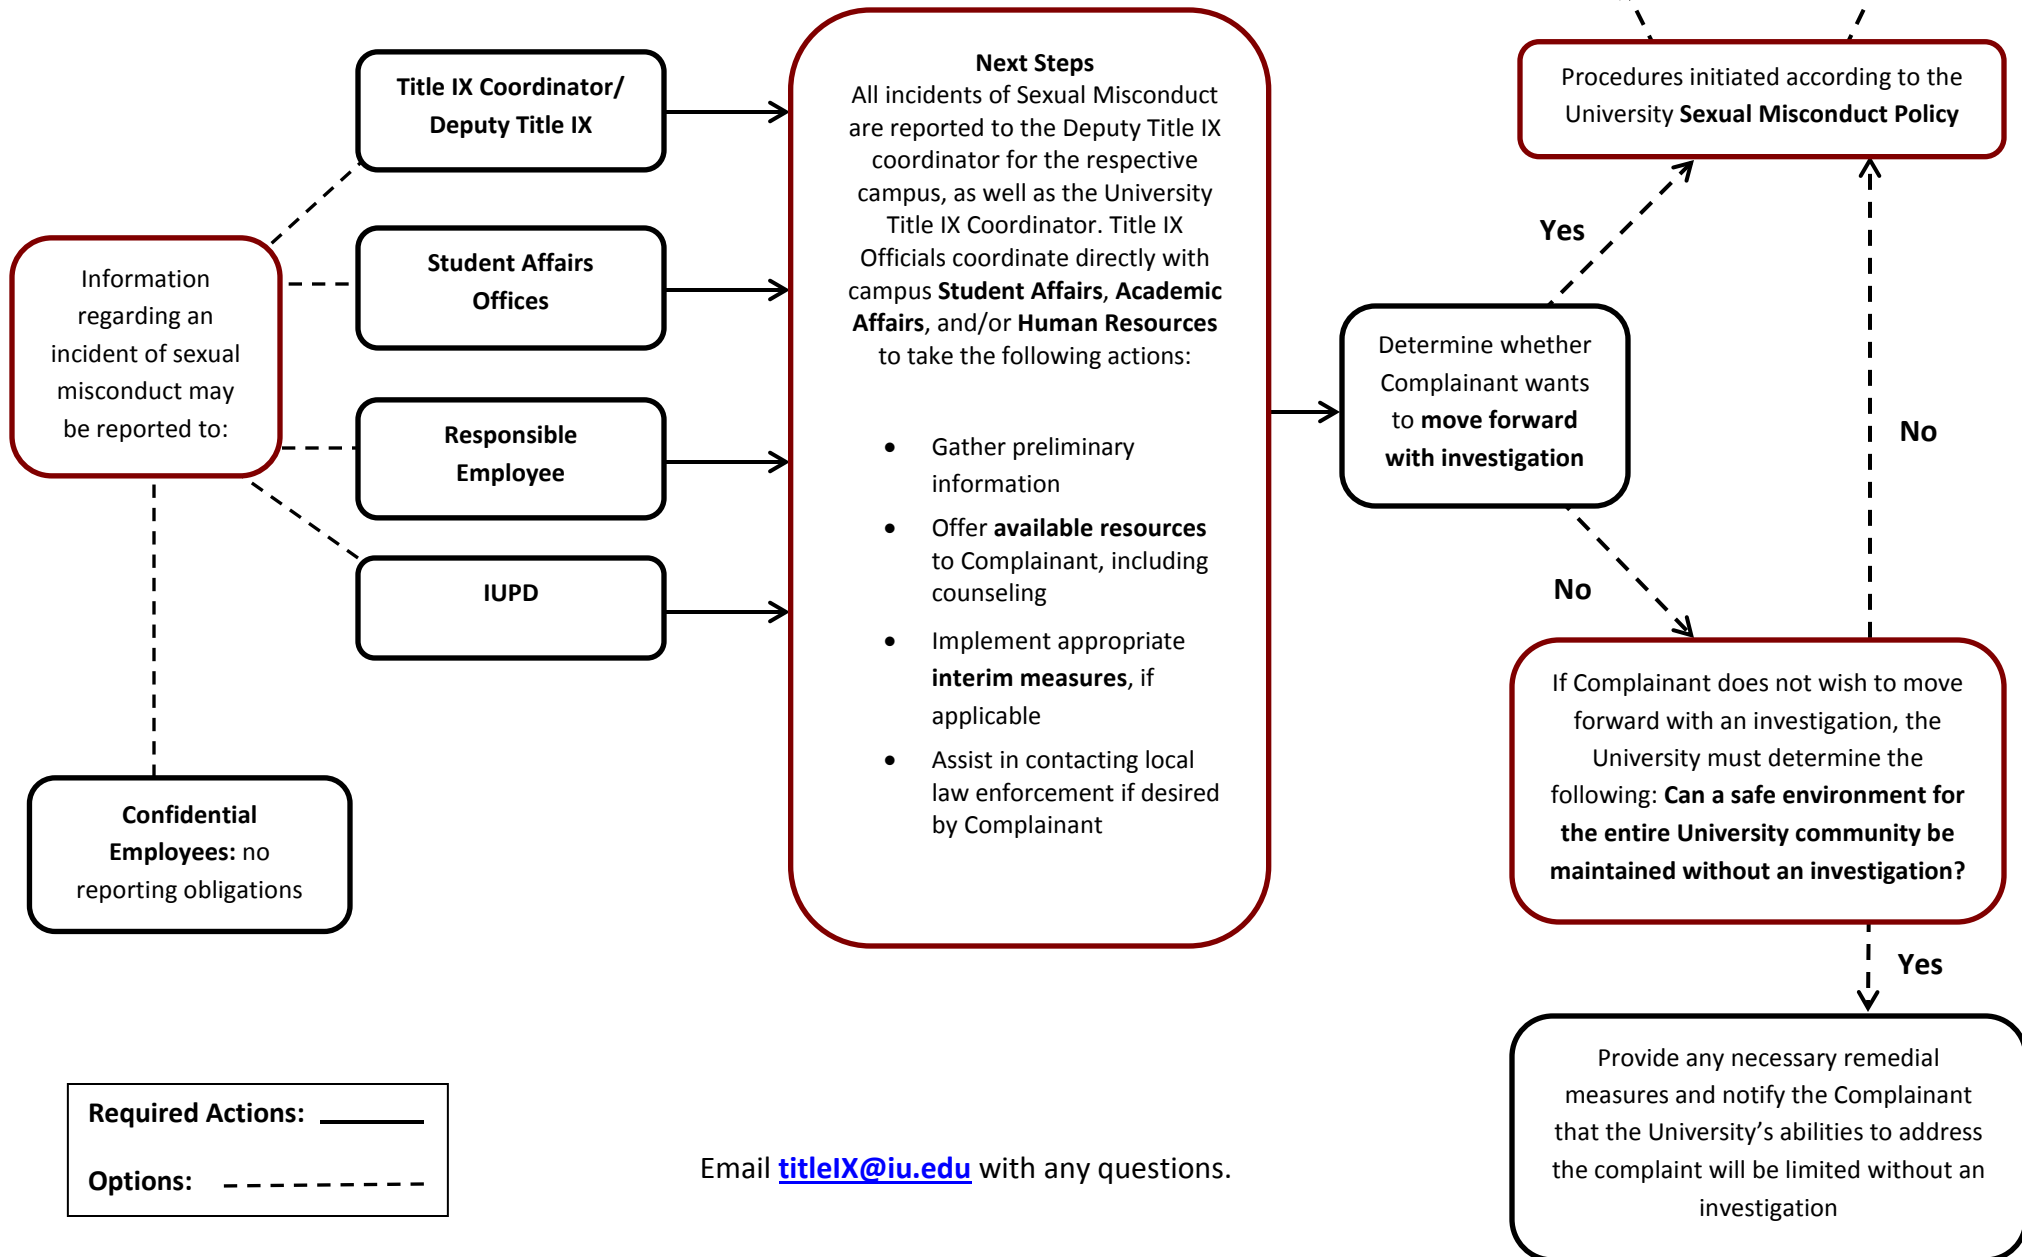 Information
regarding an
incident of sexual
misconduct may
be reported to:
Title IX Coordinator/
Deputy Title IX
Student Affairs
Offices
Responsible
Employee
IUPD
Confidential
Employees: no
reporting obligations
Next Steps
All incidents of Sexual Misconduct
are reported to the Deputy Title IX
coordinator for the respective
campus, as well as the University
Title IX Coordinator. Title IX
Officials coordinate directly with
campus Student Affairs, Academic
Affairs, and/or Human Resources
to take the following actions:
• Gather preliminary
information
• Offer available resources
to Complainant, including
counseling
• Implement appropriate
interim measures, if
applicable
• Assist in contacting local
law enforcement if desired
by Complainant
Determine whether
Complainant wants
to move forward
with investigation
Yes
Procedures initiated according to the
University Sexual Misconduct Policy
No
No
If Complainant does not wish to move
forward with an investigation, the
University must determine the
following: Can a safe environment for
the entire University community be
maintained without an investigation?
Yes
Provide any necessary remedial
measures and notify the Complainant
that the University’s abilities to address
the complaint will be limited without an
investigation
Required Actions:
Options:
Email titleIX@iu.edu with any questions.